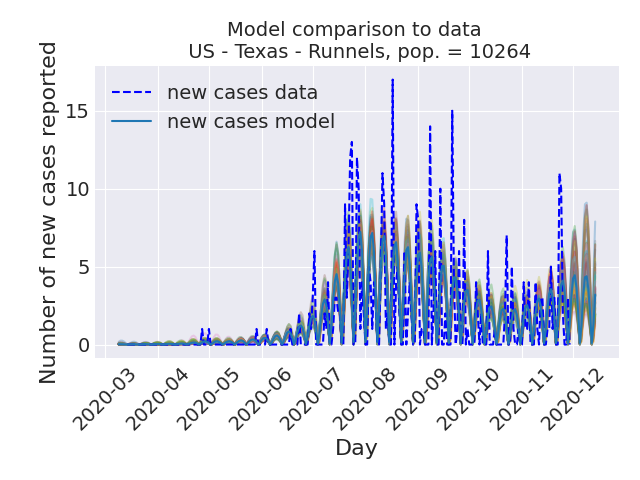 Model comparison to data
US - Texas - Runnels, pop. = 10264
Number of new cases reported
new cases data
new cases model
15
10
5
0
2020-03
2020-04
2020-05
2020-06
2020-07
2020-08
2020-09
2020-10
2020-11
2020-12
Day